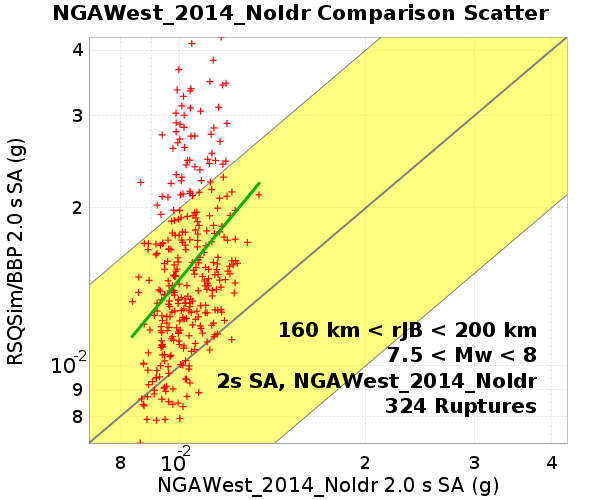 NGAWest_2014_NoIdr Comparison Scatter
RSQSim/BBP 2.0 s SA (g)
4
3
2
10-2
9
8
160 km < rJB < 200 km
7.5 < Mw < 8
2s SA, NGAWest_2014_NoIdr
324 Ruptures
8
10-2
2
3
4
NGAWest_2014_NoIdr 2.0 s SA (g)